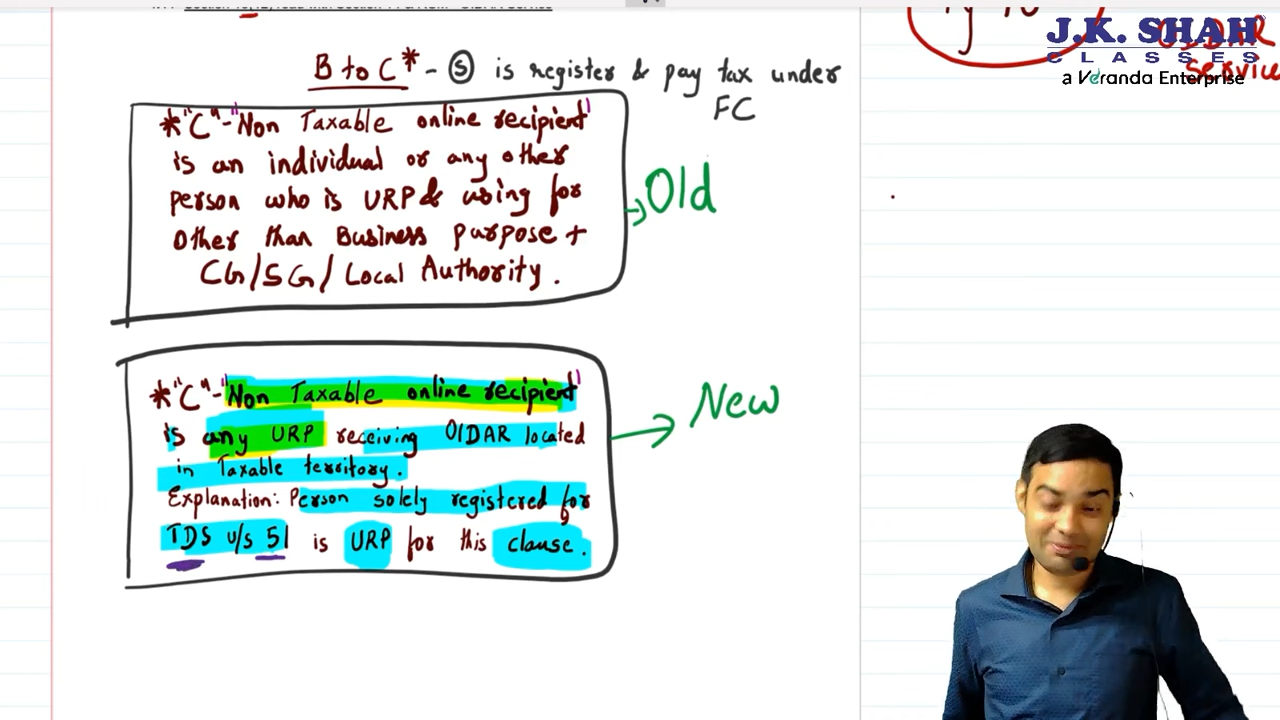 J.K. SHAH
CLASSES
a Veranda Enterprise
OIDAR
service
B to C* - (S) is register & pay tax under
FC
*"C"-"Non Taxable online recipient"
is an individual or any other
person who is URP & using for
other than Business purpose +
CG/SG/Local Authority.
Old
*"C"-"Non Taxable online recipient"
is any URP receiving OIDAR located
in Taxable territory.
Explanation: Person solely registered for
TDS u/s 51 is URP for this clause.
New